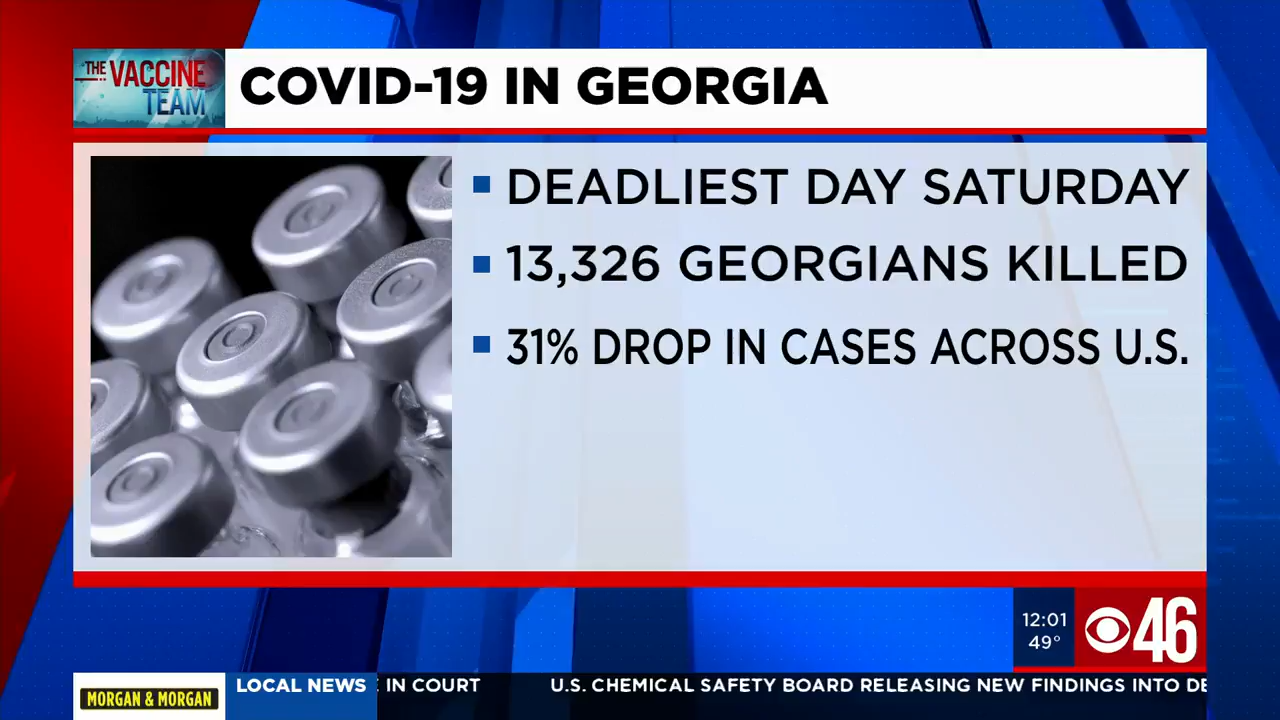 THE VACCINE TEAM
COVID-19 IN GEORGIA
DEADLIEST DAY SATURDAY
13,326 GEORGIANS KILLED
31% DROP IN CASES ACROSS U.S.
12:01
49°
46
MORGAN & MORGAN
LOCAL NEWS
IN COURT
U.S. CHEMICAL SAFETY BOARD RELEASING NEW FINDINGS INTO